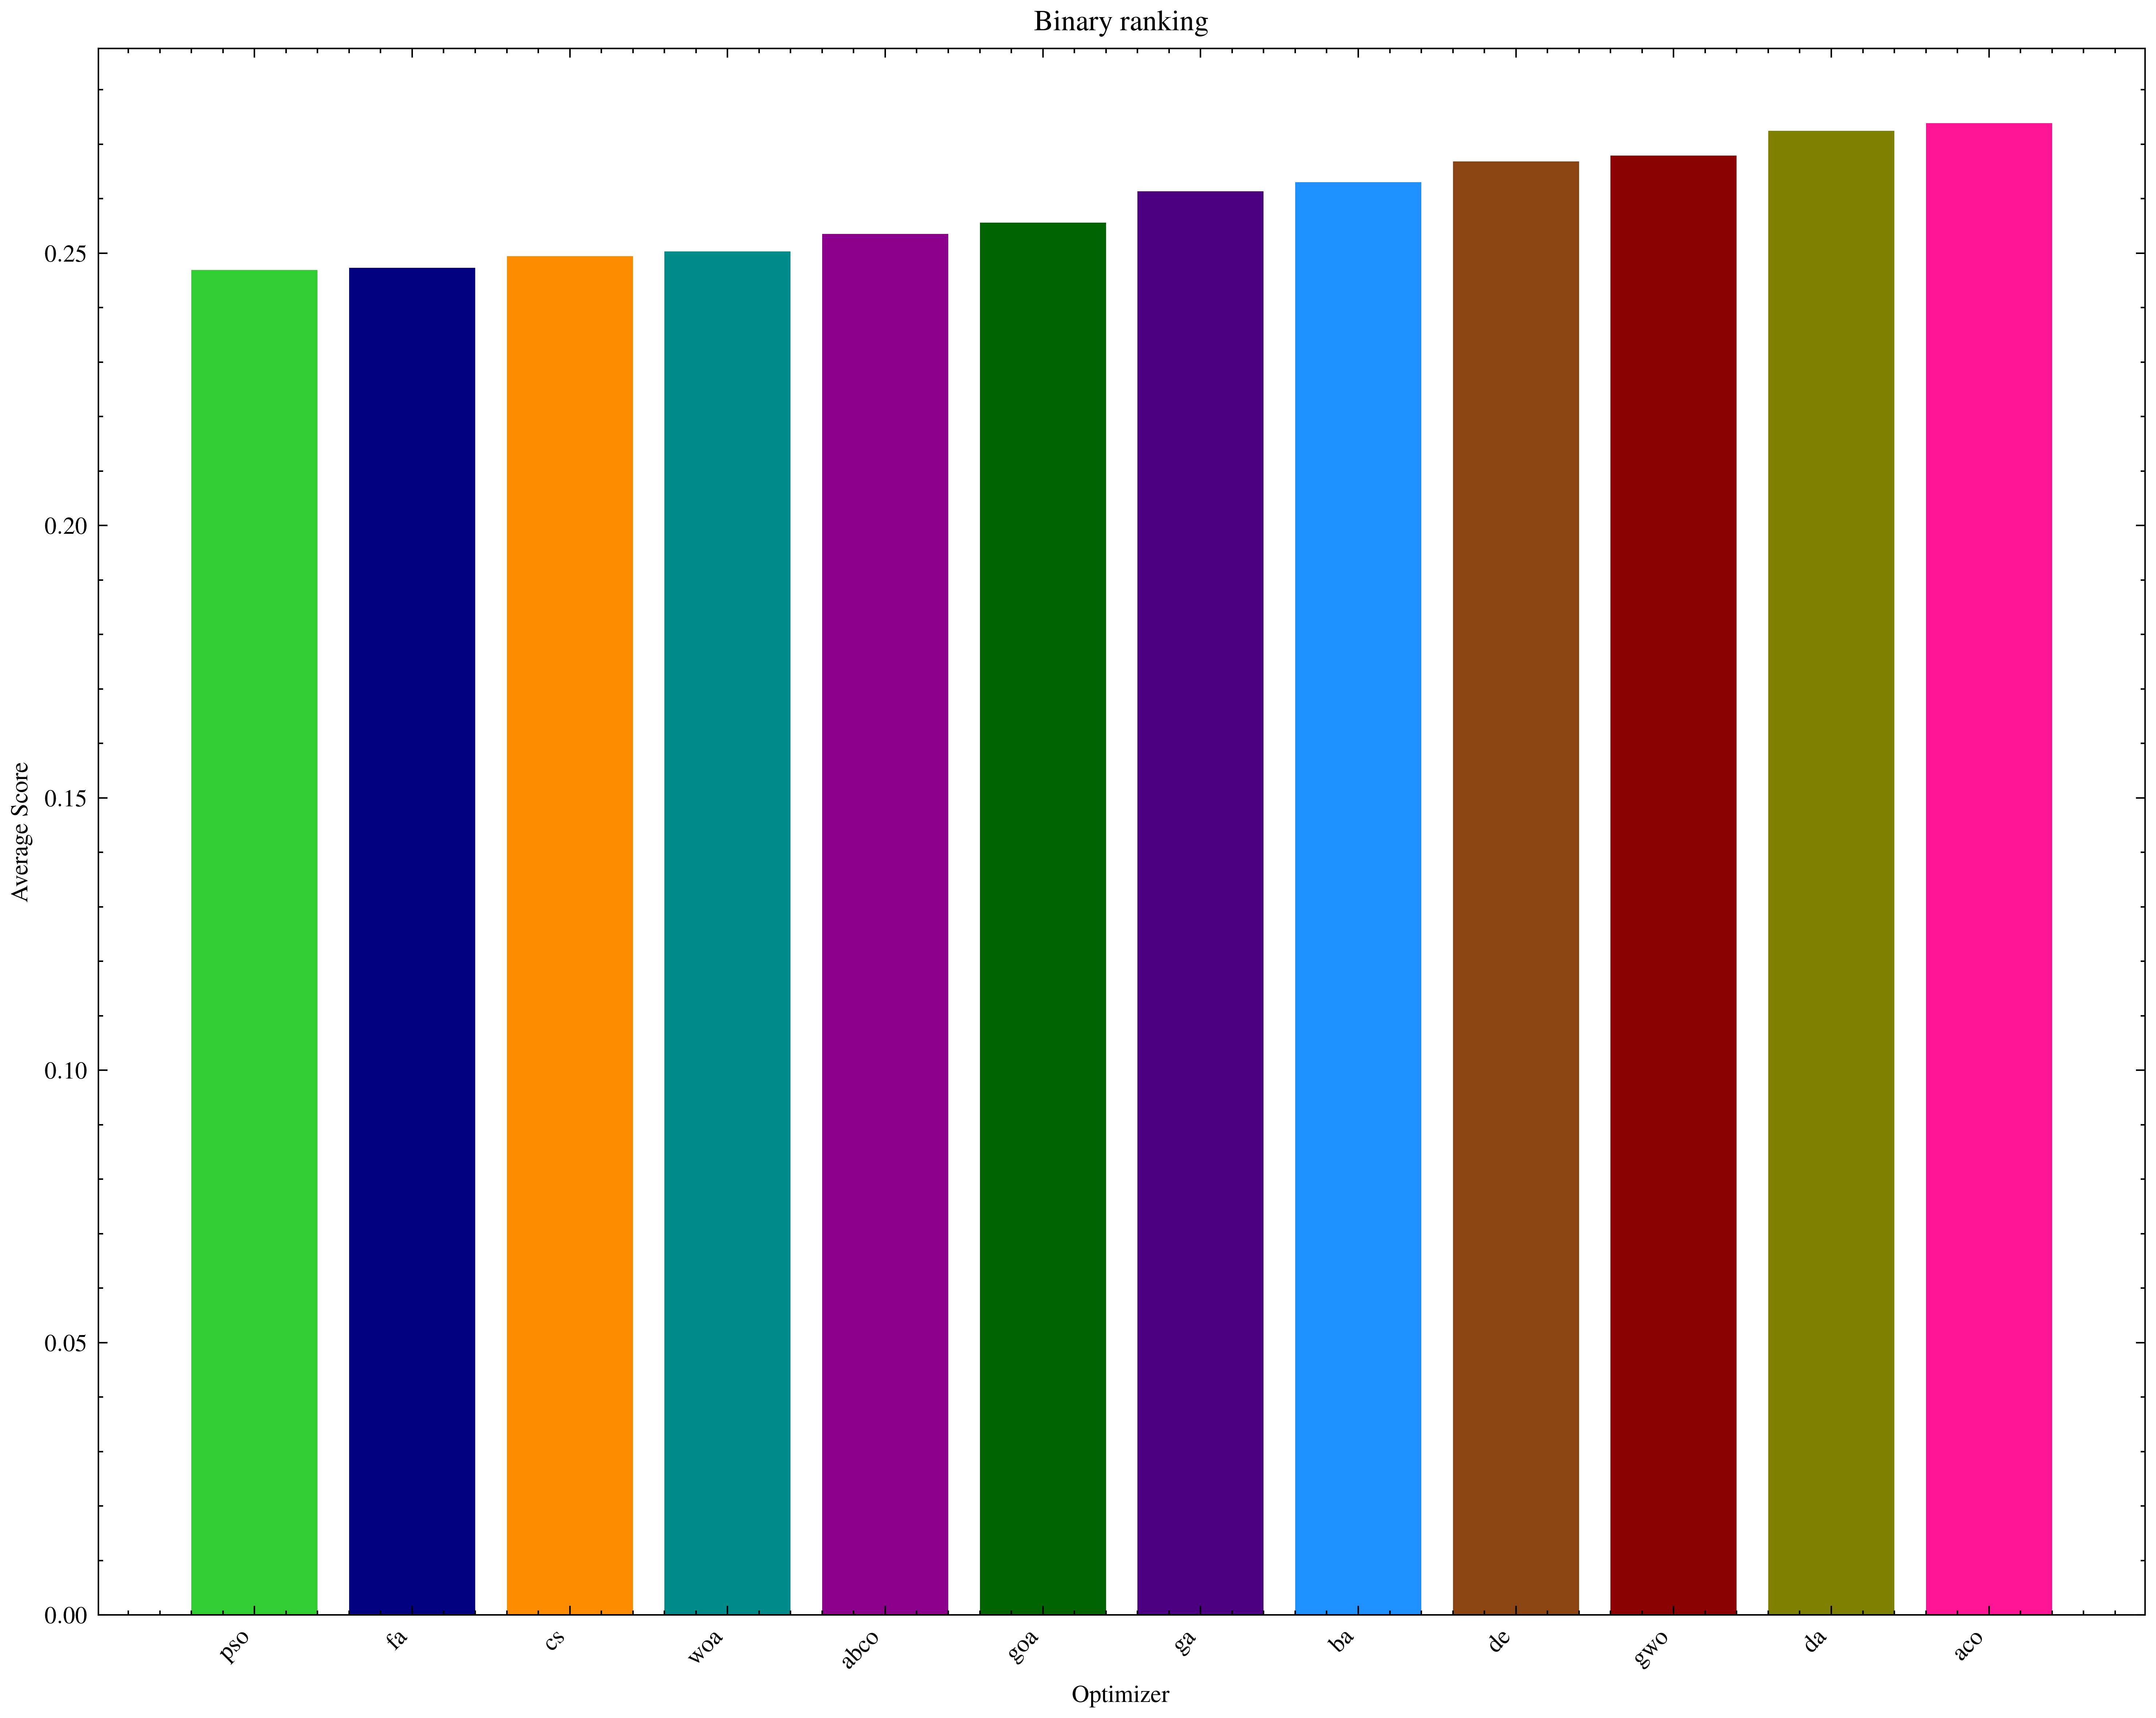 Binary ranking
Average Score
0.25
0.20
0.15
0.10
0.05
0.00
pso
fa
cs
woa
abco
goa
ga
ba
de
gwo
da
aco
Optimizer